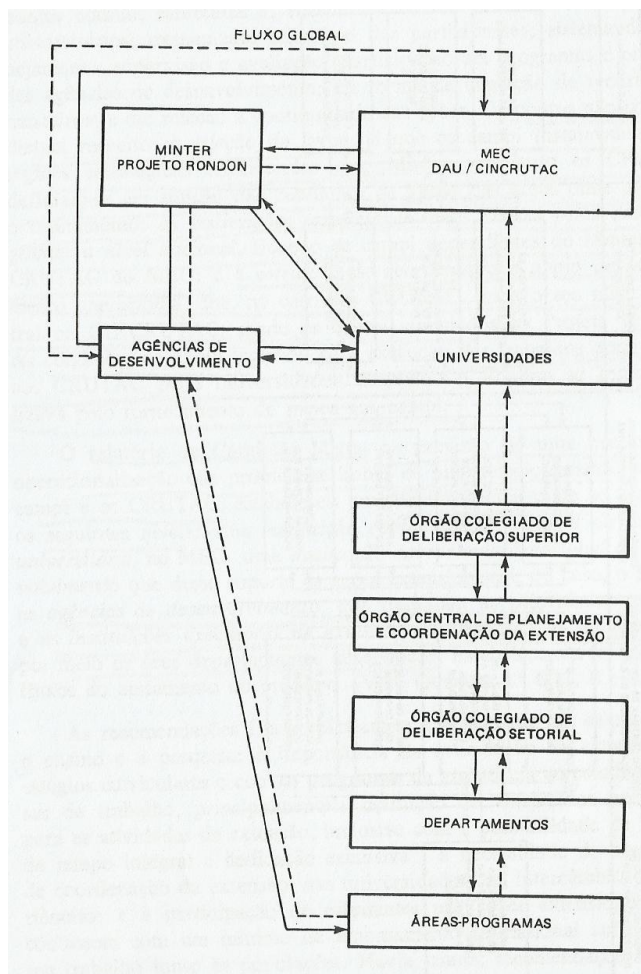 FLUXO GLOBAL
MINTER
PROJETO RONDON
MEC
DAU / CINCRUTAC
AGÊNCIAS DE
DESENVOLVIMENTO
UNIVERSIDADES
ÓRGÃO COLEGIADO DE
DELIBERAÇÃO SUPERIOR
ÓRGÃO CENTRAL DE PLANEJAMENTO
E COORDENAÇÃO DA EXTENSÃO
ÓRGÃO COLEGIADO DE
DELIBERAÇÃO SETORIAL
DEPARTAMENTOS
ÁREAS-PROGRAMAS